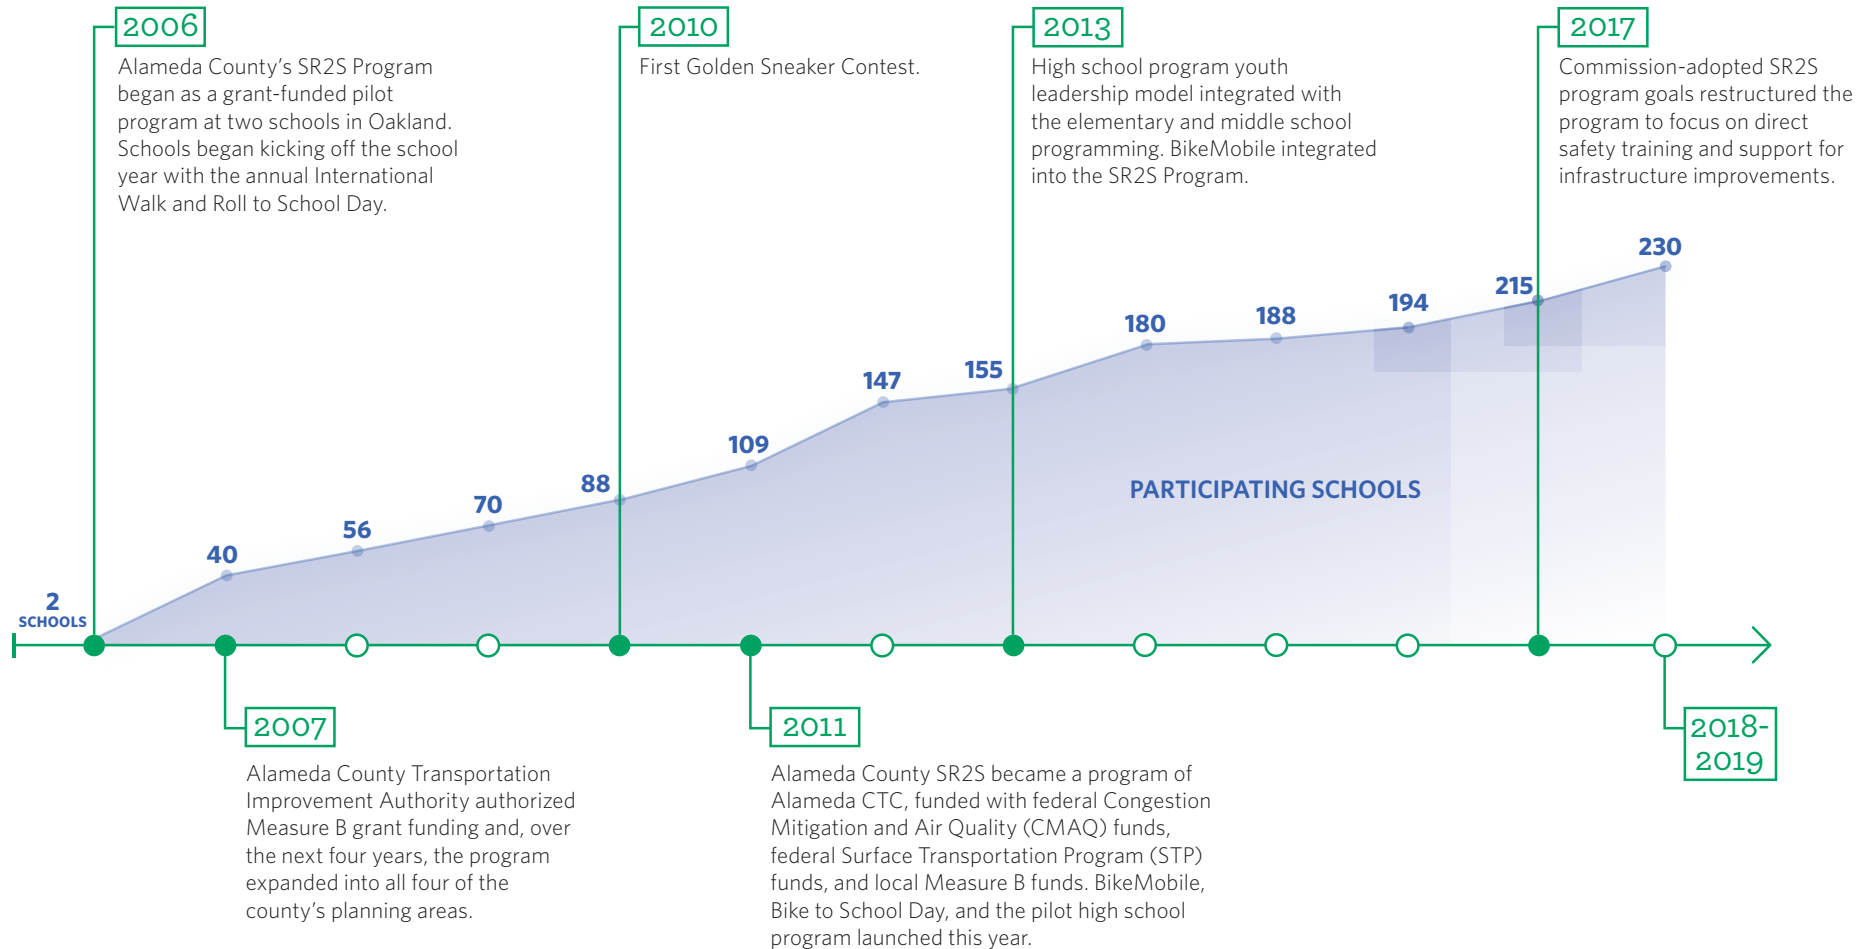 2006
Alameda County’s SR2S Program
began as a grant-funded pilot
program at two schools in Oakland.
Schools began kicking off the school
year with the annual International
Walk and Roll to School Day.
2010
First Golden Sneaker Contest.
2013
High school program youth
leadership model integrated with
the elementary and middle school
programming. BikeMobile integrated
into the SR2S Program.
2017
Commission-adopted SR2S
program goals restructured the
program to focus on direct
safety training and support for
infrastructure improvements.
2
SCHOOLS
40
56
70
88
109
147
155
180
188
194
215
230
PARTICIPATING SCHOOLS
2007
Alameda County Transportation
Improvement Authority authorized
Measure B grant funding and, over
the next four years, the program
expanded into all four of the
county’s planning areas.
2011
Alameda County SR2S became a program of
Alameda CTC, funded with federal Congestion
Mitigation and Air Quality (CMAQ) funds,
federal Surface Transportation Program (STP)
funds, and local Measure B funds. BikeMobile,
Bike to School Day, and the pilot high school
program launched this year.
2018-
2019